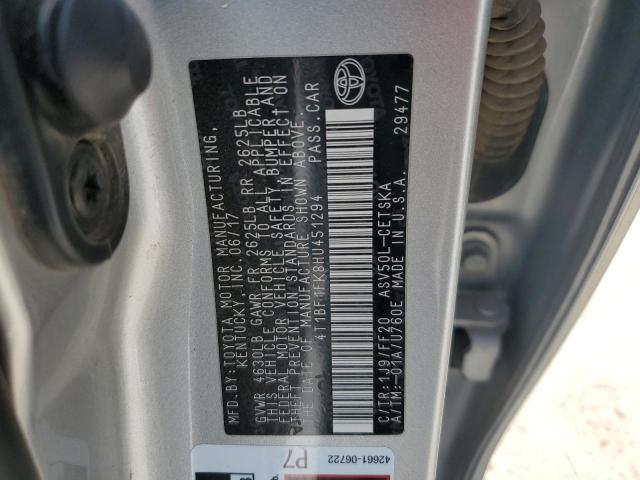 MFD.BY: TOYOTA MOTOR MANUFACTURING,
KENTUCKY, INC. 06/17
GVWR 4630LB GAWR FR 2625LB RR 2625LB
THIS VEHICLE CONFORMS TO ALL APPLICABLE
FEDERAL MOTOR VEHICLE SAFETY, BUMPER AND
THEFT PREVENTION STANDARDS IN EFFECT ON
THE DATE OF MANUFACTURE SHOWN ABOVE.
4T1BF1FK8HU451294 PASS.CAR
C/TR:1J9/FF20 ASV50L-CETSKA
A/TM:-01A/U760E MADE IN U.S.A.
29477
42661-06722
P7